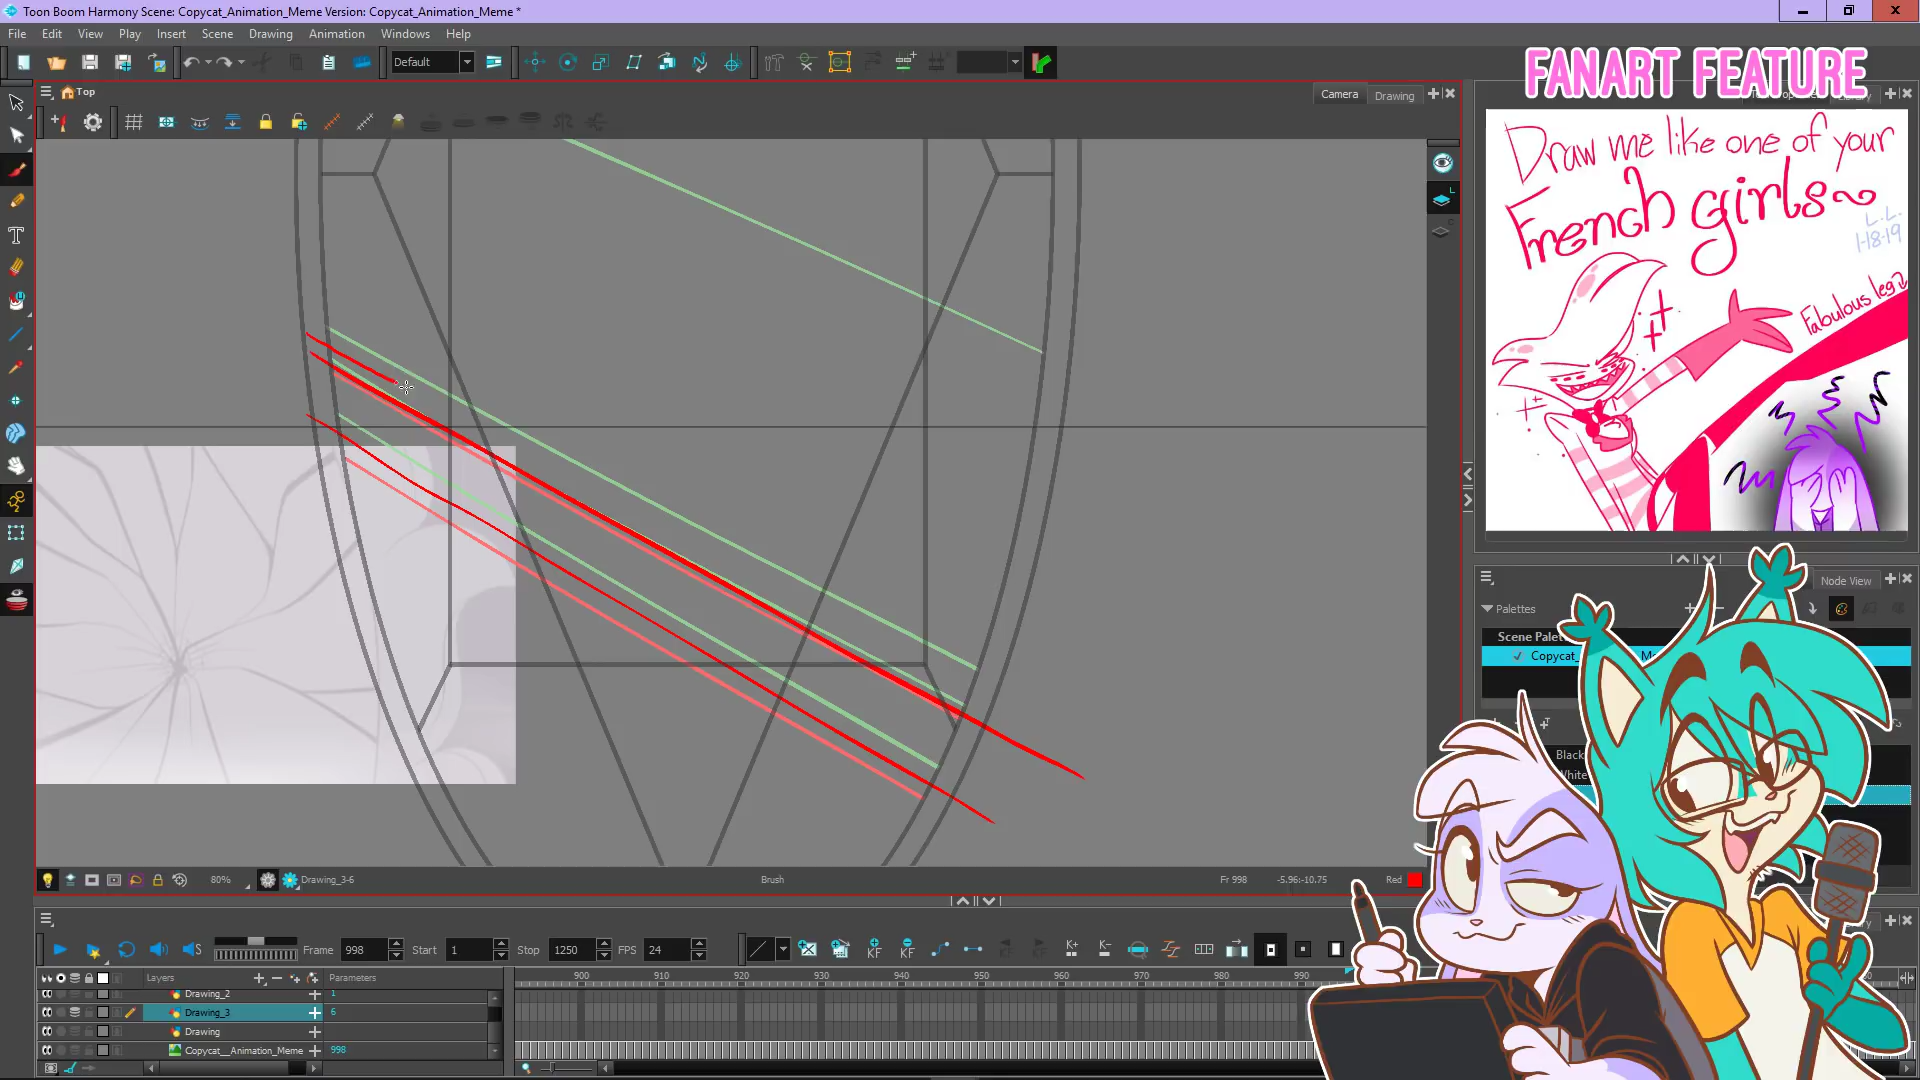 Toon Boom Harmony Scene: Copycat_Animation_Meme Version: Copycat_Animation_Meme *
File Edit View Play Insert Scene Drawing Animation Windows Help
Default
Top
Camera
Drawing
FANART FEATURE
Draw me like one of your
French girls~
L.L.
1-18-19
Fabulous leg
Node View
Palettes
Scene Palet
Copycat_
Black
White
80%
Drawing_3-6
Brush
Fr 998
-5.96:-10.75
Red
Frame 998 Start 1 Stop 1250 FPS 24
Layers
Parameters
900 910 920 930 940 950 960 970 980 990
Drawing_2 1
Drawing_3 6
Drawing
Copycat__Animation_Meme 998